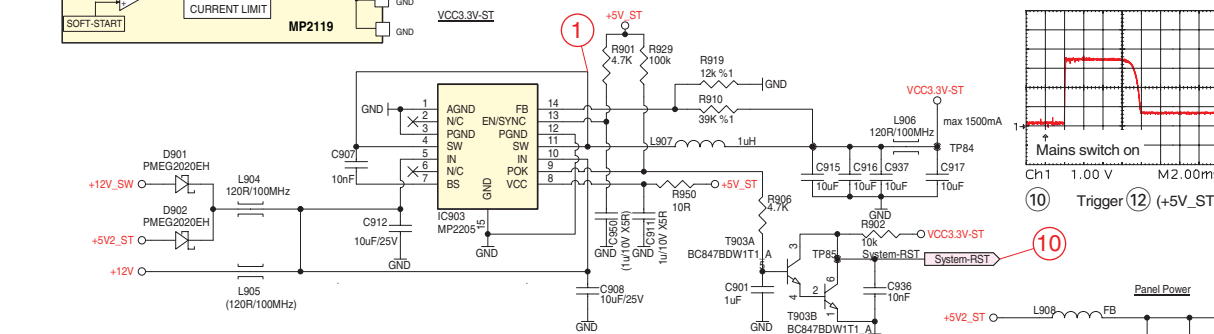 SOFT-START
CURRENT LIMIT
MP2119
GND
GND
VCC3.3V-ST
1
+5V_ST
R901
4.7K
R929
100k
R919
12k %1
GND
R910
39K %1
VCC3.3V-ST
max 1500mA
L906
120R/100MHz
TP84
L907
1uH
C915
10uF
C916
10uF
C937
10uF
C917
10uF
GND
GND
1 AGND
2 N/C
3 PGND
4 SW
5 IN
6 N/C
7 BS
FB 14
EN/SYNC 13
PGND 12
SW 11
IN 10
POK 9
VCC 8
GND
15
IC903
MP2205
GND
C907
10nF
D901
PMEG2020EH
+12V_SW
L904
120R/100MHz
D902
PMEG2020EH
+5V2_ST
+12V
L905
(120R/100MHz)
C912
10uF/25V
GND
C950
(1u/10V X5R)
GND
C911
1u/10V X5R
GND
R950
10R
+5V_ST
C908
10uF/25V
GND
R906
4.7K
T903A
BC847BDW1T1_A
3
5
4
C901
1uF
GND
T903B
BC847BDW1T1_A
2
6
1
R902
10k
VCC3.3V-ST
TP85
System-RST
System-RST
10
C936
10nF
GND
Panel Power
+5V2_ST
L908
FB
1
Mains switch on
Ch1 1.00 V M2.00ms
10 Trigger 12 (+5V_ST